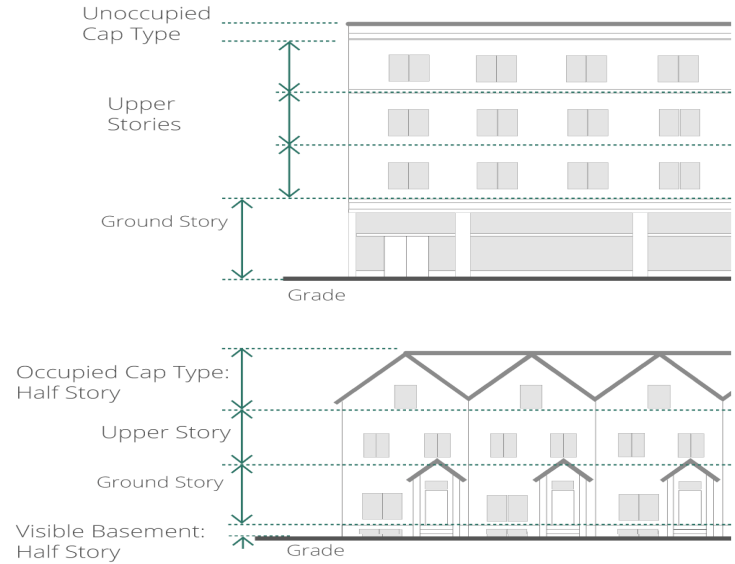 Unoccupied
Cap Type
Upper
Stories
Ground Story
Grade
Occupied Cap Type:
Half Story
Upper Story
Ground Story
Visible Basement:
Half Story
Grade